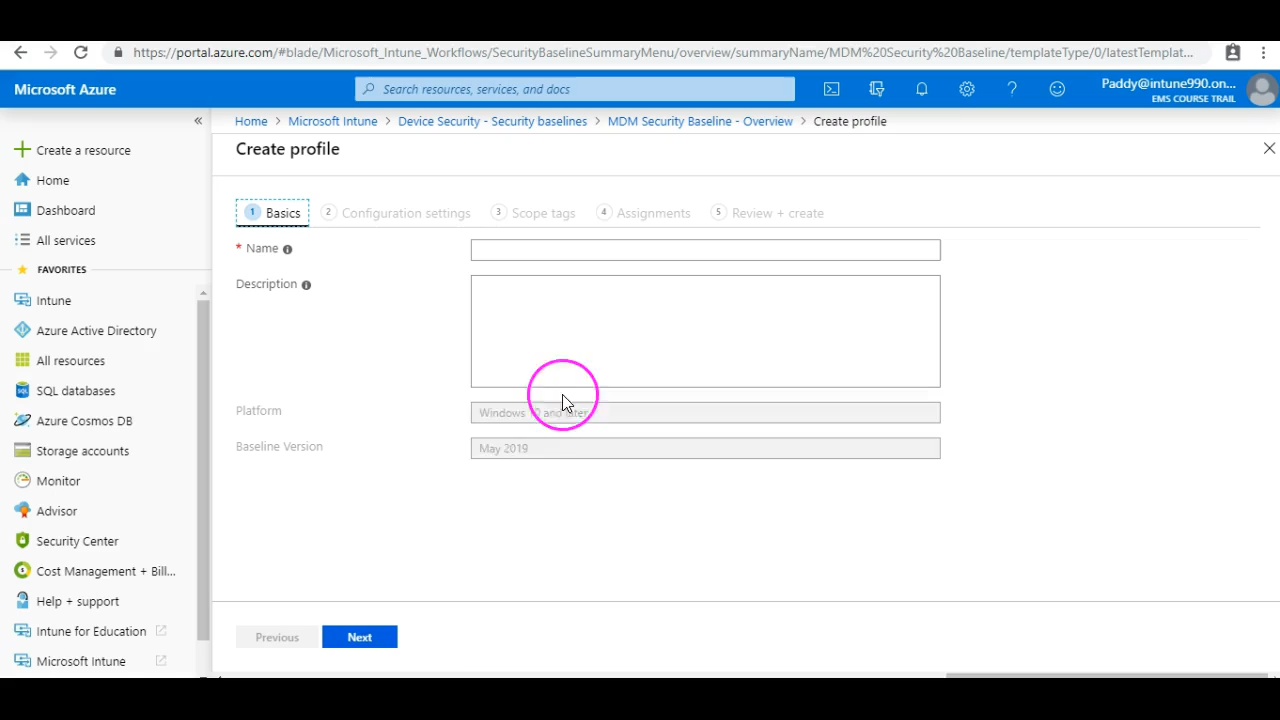 https://portal.azure.com/#blade/Microsoft_Intune_Workflows/SecurityBaselineSummaryMenu/overview/summaryName/MDM%20Security%20Baseline/templateType/0/latestTemplat...
Microsoft Azure
Search resources, services, and docs
Paddy@intune990.on...
EMS COURSE TRAIL
Home > Microsoft Intune > Device Security - Security baselines > MDM Security Baseline - Overview > Create profile
Create profile
«
Create a resource
Home
Dashboard
All services
FAVORITES
Intune
Azure Active Directory
All resources
SQL databases
Azure Cosmos DB
Storage accounts
Monitor
Advisor
Security Center
Cost Management + Bill...
Help + support
Intune for Education
Microsoft Intune
1 Basics 2 Configuration settings 3 Scope tags 4 Assignments 5 Review + create
* Name
Description
Platform Windows 10 and later
Baseline Version May 2019
Previous Next